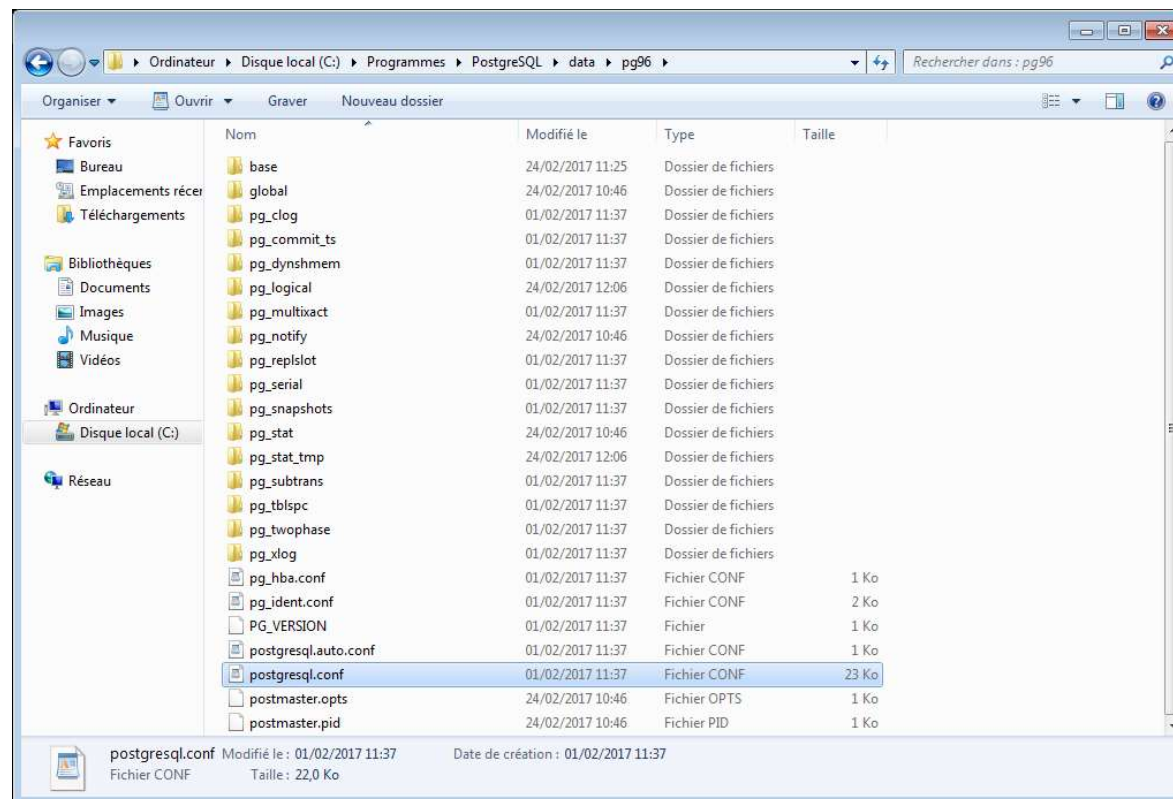 Ordinateur Disque local (C:) Programmes PostgreSQL data pg96 Rechercher dans : pg96
Organiser Ouvrir Graver Nouveau dossier
Favoris
Bureau
Emplacements récer
Téléchargements
Bibliothèques
Documents
Images
Musique
Vidéos
Ordinateur
Disque local (C:)
Réseau
Nom Modifié le Type Taille
base 24/02/2017 11:25 Dossier de fichiers
global 24/02/2017 10:46 Dossier de fichiers
pg_clog 01/02/2017 11:37 Dossier de fichiers
pg_commit_ts 01/02/2017 11:37 Dossier de fichiers
pg_dynshmem 01/02/2017 11:37 Dossier de fichiers
pg_logical 24/02/2017 12:06 Dossier de fichiers
pg_multixact 01/02/2017 11:37 Dossier de fichiers
pg_notify 24/02/2017 10:46 Dossier de fichiers
pg_replslot 01/02/2017 11:37 Dossier de fichiers
pg_serial 01/02/2017 11:37 Dossier de fichiers
pg_snapshots 01/02/2017 11:37 Dossier de fichiers
pg_stat 24/02/2017 10:46 Dossier de fichiers
pg_stat_tmp 24/02/2017 12:06 Dossier de fichiers
pg_subtrans 01/02/2017 11:37 Dossier de fichiers
pg_tblspc 01/02/2017 11:37 Dossier de fichiers
pg_twophase 01/02/2017 11:37 Dossier de fichiers
pg_xlog 01/02/2017 11:37 Dossier de fichiers
pg_hba.conf 01/02/2017 11:37 Fichier CONF 1 Ko
pg_ident.conf 01/02/2017 11:37 Fichier CONF 2 Ko
PG_VERSION 01/02/2017 11:37 Fichier 1 Ko
postgresql.auto.conf 01/02/2017 11:37 Fichier CONF 1 Ko
postgresql.conf 01/02/2017 11:37 Fichier CONF 23 Ko
postmaster.opts 24/02/2017 10:46 Fichier OPTS 1 Ko
postmaster.pid 24/02/2017 10:46 Fichier PID 1 Ko
postgresql.conf Modifié le : 01/02/2017 11:37 Date de création : 01/02/2017 11:37
Fichier CONF Taille : 22,0 Ko